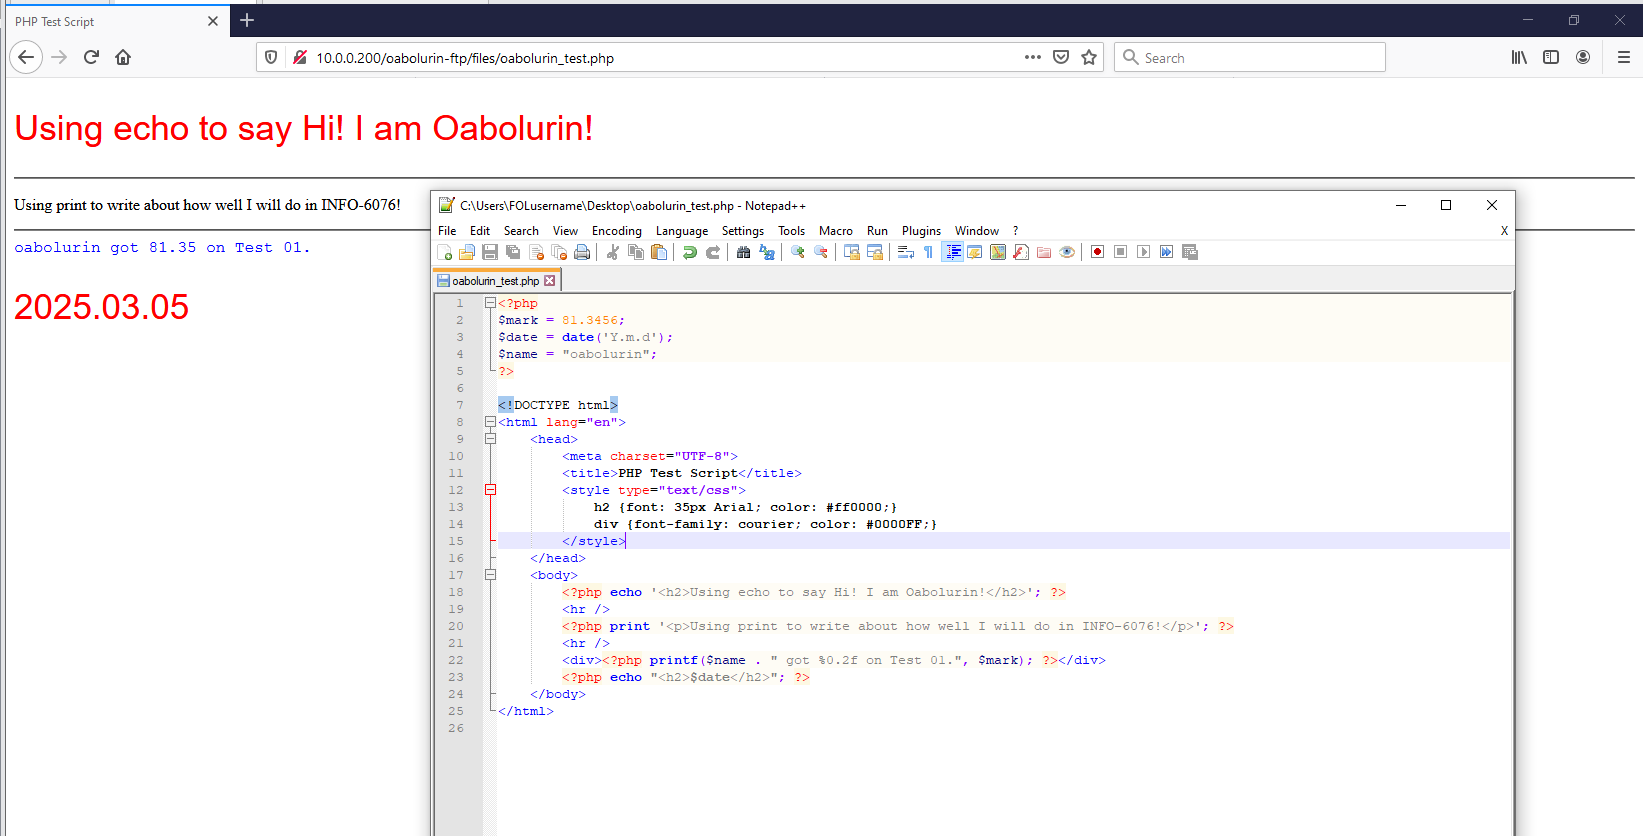 PHP Test Script
10.0.0.200/oabolurin-ftp/files/oabolurin_test.php
Search
Using echo to say Hi! I am Oabolurin!
Using print to write about how well I will do in INFO-6076!
oabolurin got 81.35 on Test 01.
2025.03.05
C:\Users\FOLusername\Desktop\oabolurin_test.php - Notepad++
File Edit Search View Encoding Language Settings Tools Macro Run Plugins Window ? X
oabolurin_test.php
1 <?php
2 $mark = 81.3456;
3 $date = date('Y.m.d');
4 $name = "oabolurin";
5 ?>
6
7 <!DOCTYPE html>
8 <html lang="en">
9 <head>
10 <meta charset="UTF-8">
11 <title>PHP Test Script</title>
12 <style type="text/css">
13 h2 {font: 35px Arial; color: #ff0000;}
14 div {font-family: courier; color: #0000FF;}
15 </style>
16 </head>
17 <body>
18 <?php echo '<h2>Using echo to say Hi! I am Oabolurin!</h2>'; ?>
19 <hr />
20 <?php print '<p>Using print to write about how well I will do in INFO-6076!</p>'; ?>
21 <hr />
22 <div><?php printf($name . " got %0.2f on Test 01.", $mark); ?></div>
23 <?php echo "<h2>$date</h2>"; ?>
24 </body>
25 </html>
26